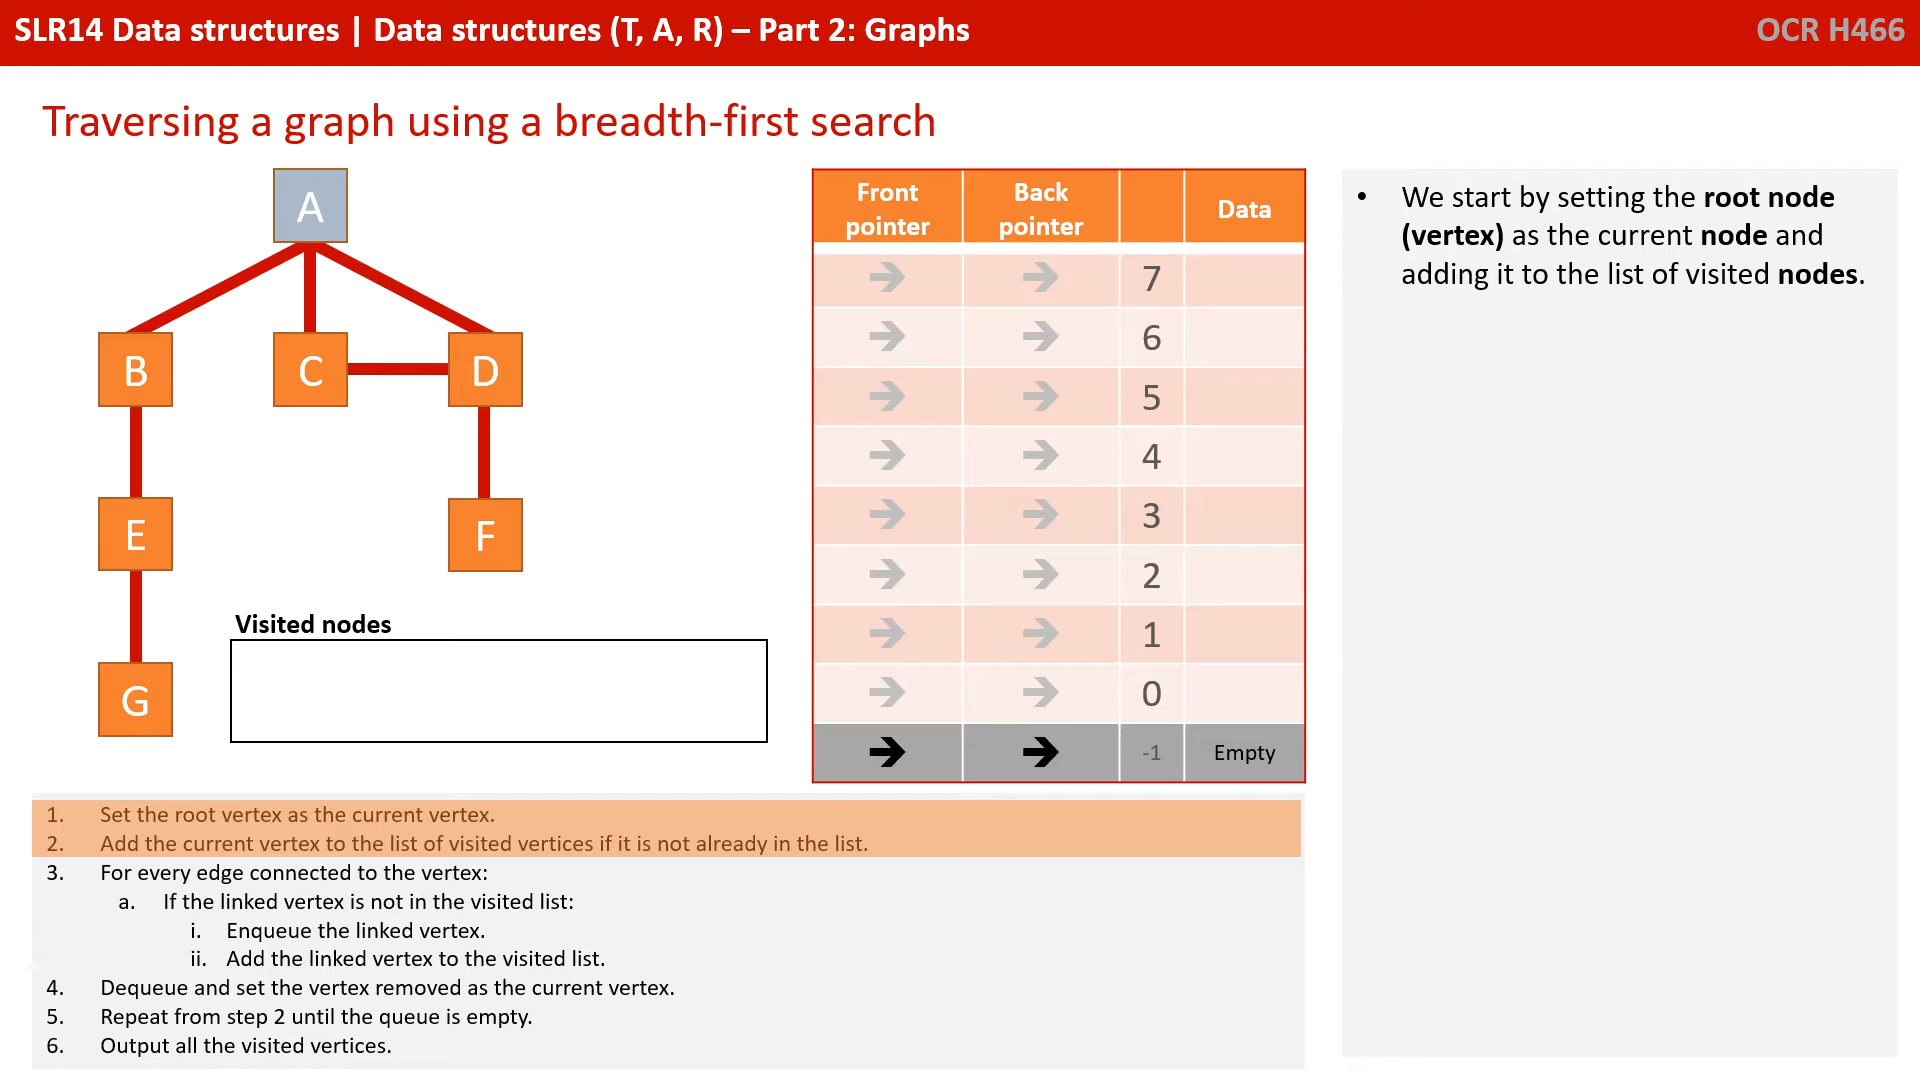 SLR14 Data structures | Data structures (T, A, R) – Part 2: Graphs
OCR H466
Traversing a graph using a breadth-first search
A
B
C
D
E
F
G
Visited nodes
Front pointer
Back pointer
Data
7
6
5
4
3
2
1
0
-1 Empty
• We start by setting the root node
(vertex) as the current node and
adding it to the list of visited nodes.
1. Set the root vertex as the current vertex.
2. Add the current vertex to the list of visited vertices if it is not already in the list.
3. For every edge connected to the vertex:
a. If the linked vertex is not in the visited list:
i. Enqueue the linked vertex.
ii. Add the linked vertex to the visited list.
4. Dequeue and set the vertex removed as the current vertex.
5. Repeat from step 2 until the queue is empty.
6. Output all the visited vertices.